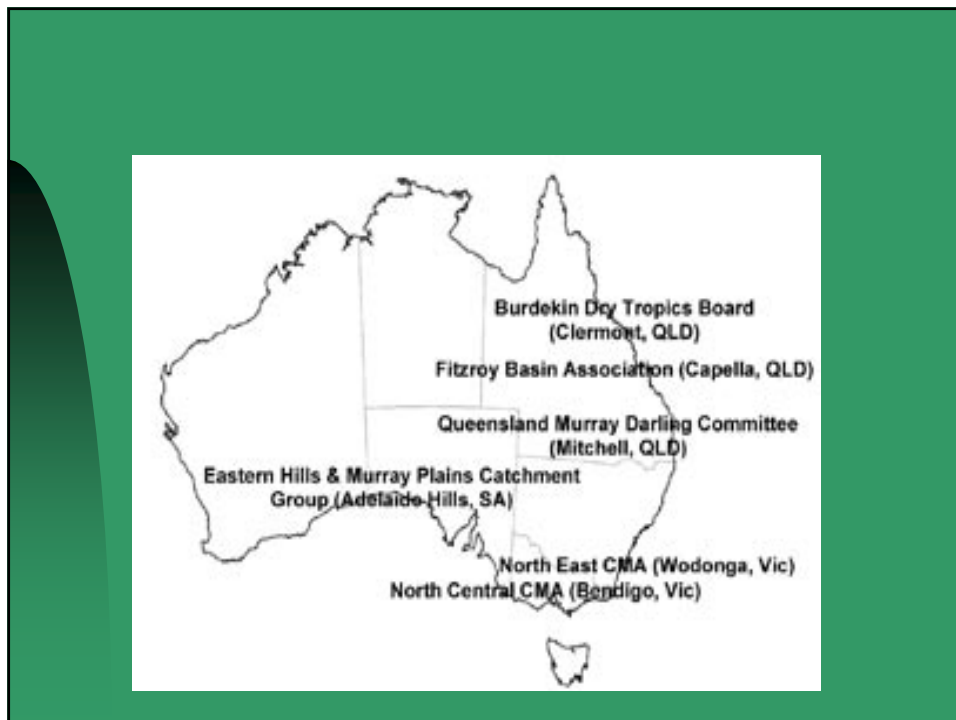 Burdekin Dry Tropics Board
(Clermont, QLD)
Fitzroy Basin Association (Capella, QLD)
Queensland Murray Darling Committee
(Mitchell, QLD)
Eastern Hills & Murray Plains Catchment
Group (Adelaide Hills, SA)
North East CMA (Wodonga, Vic)
North Central CMA (Bendigo, Vic)